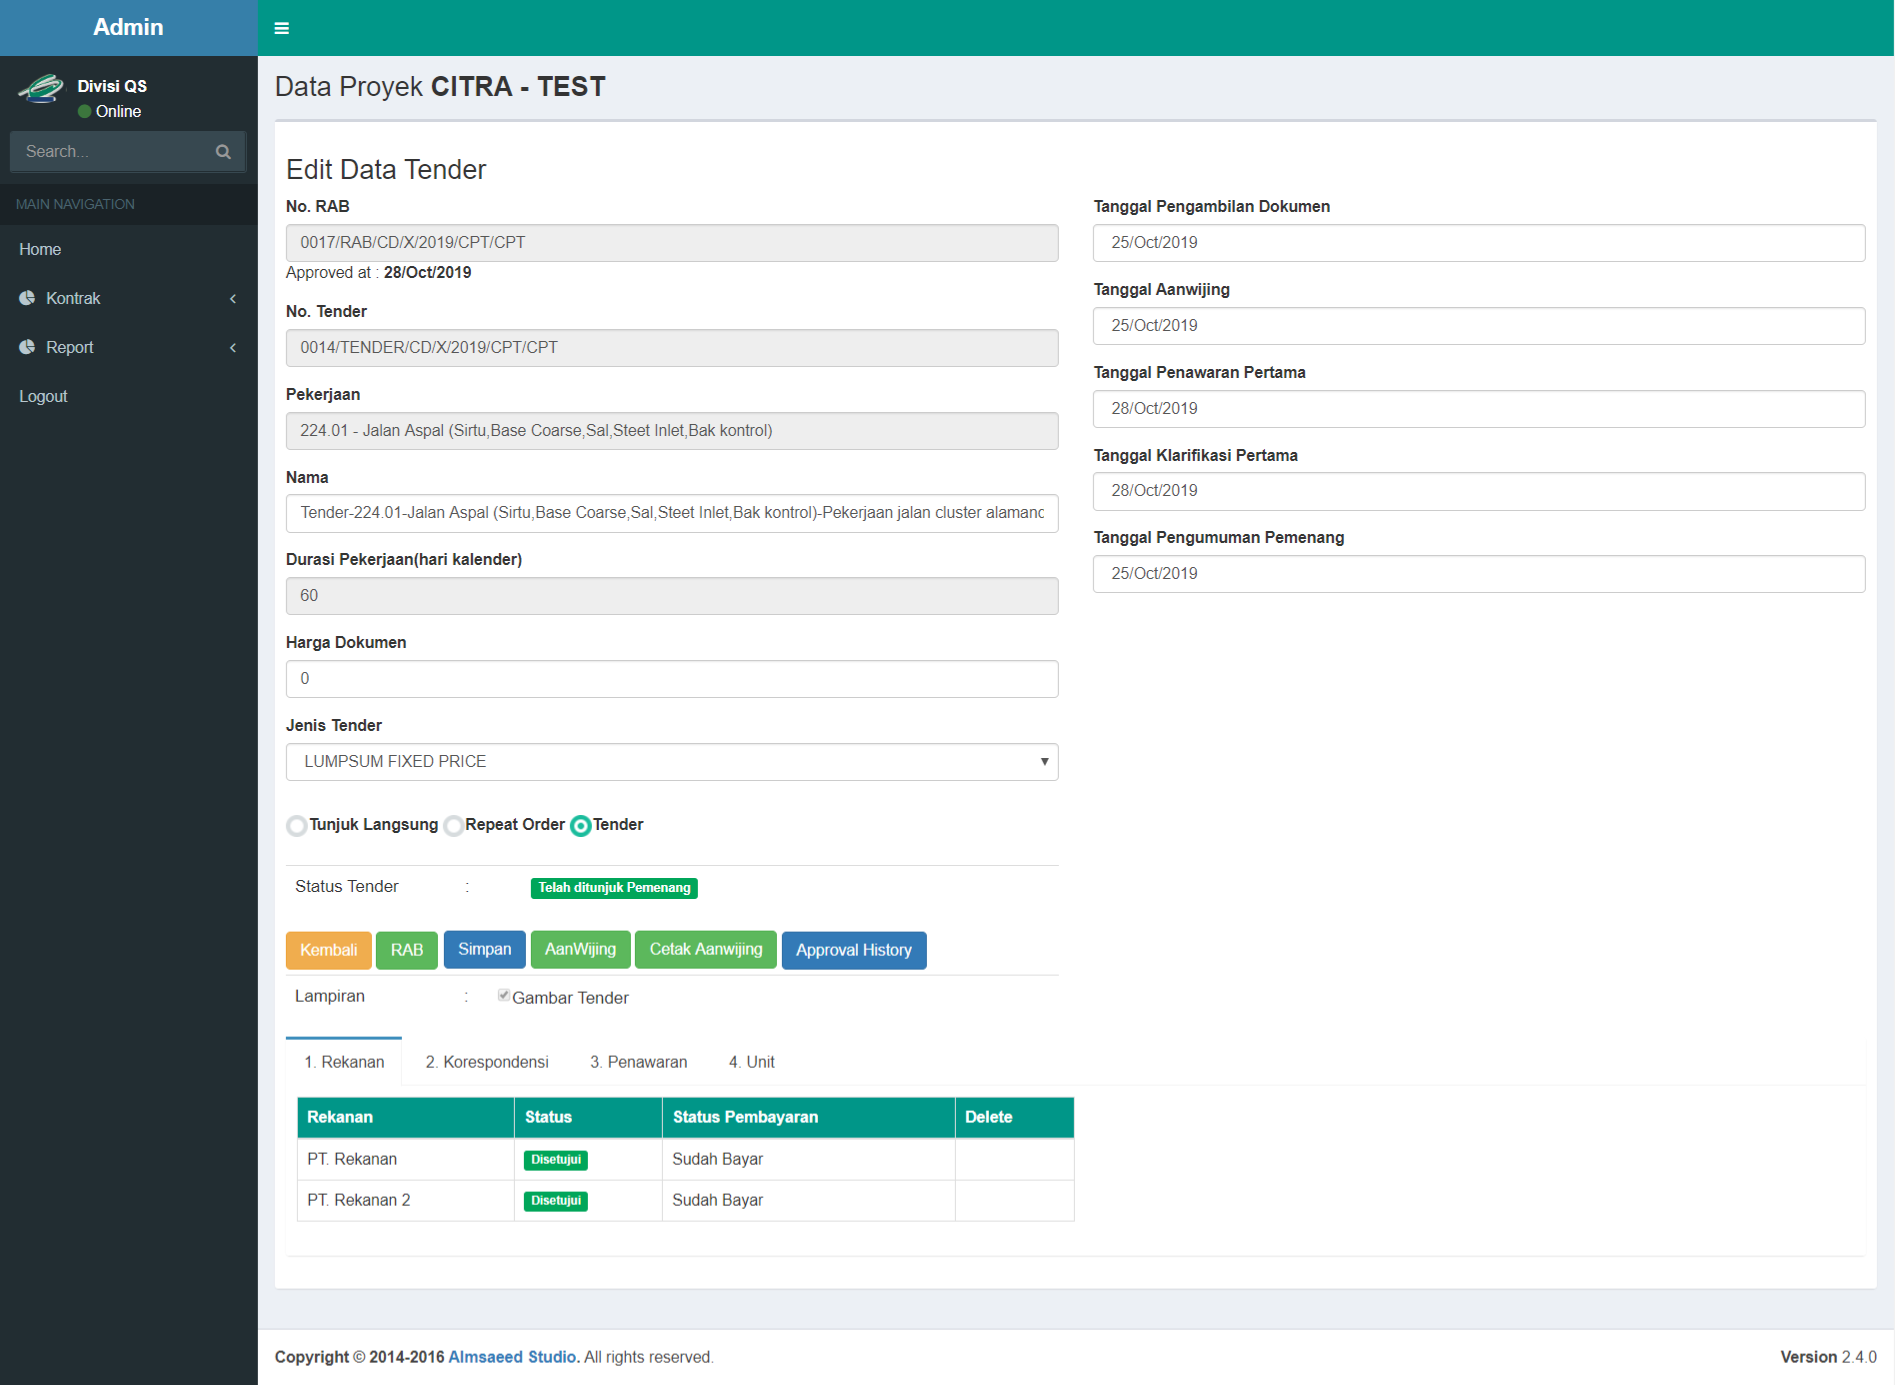 Admin
Divisi QS
Online
Search...
MAIN NAVIGATION
Home
Kontrak
Report
Logout
Data Proyek CITRA - TEST
Edit Data Tender
No. RAB
0017/RAB/CD/X/2019/CPT/CPT
Approved at : 28/Oct/2019
No. Tender
0014/TENDER/CD/X/2019/CPT/CPT
Pekerjaan
224.01 - Jalan Aspal (Sirtu,Base Coarse,Sal,Steet Inlet,Bak kontrol)
Nama
Tender-224.01-Jalan Aspal (Sirtu,Base Coarse,Sal,Steet Inlet,Bak kontrol)-Pekerjaan jalan cluster alamanc
Durasi Pekerjaan(hari kalender)
60
Harga Dokumen
0
Jenis Tender
LUMPSUM FIXED PRICE
Tunjuk Langsung Repeat Order Tender
Status Tender : Telah ditunjuk Pemenang
Kembali RAB Simpan AanWijing Cetak Aanwijing Approval History
Lampiran : Gambar Tender
Tanggal Pengambilan Dokumen
25/Oct/2019
Tanggal Aanwijing
25/Oct/2019
Tanggal Penawaran Pertama
28/Oct/2019
Tanggal Klarifikasi Pertama
28/Oct/2019
Tanggal Pengumuman Pemenang
25/Oct/2019
1. Rekanan 2. Korespondensi 3. Penawaran 4. Unit
Rekanan Status Status Pembayaran Delete
PT. Rekanan Disetujui Sudah Bayar
PT. Rekanan 2 Disetujui Sudah Bayar
Copyright © 2014-2016 Almsaeed Studio. All rights reserved.
Version 2.4.0